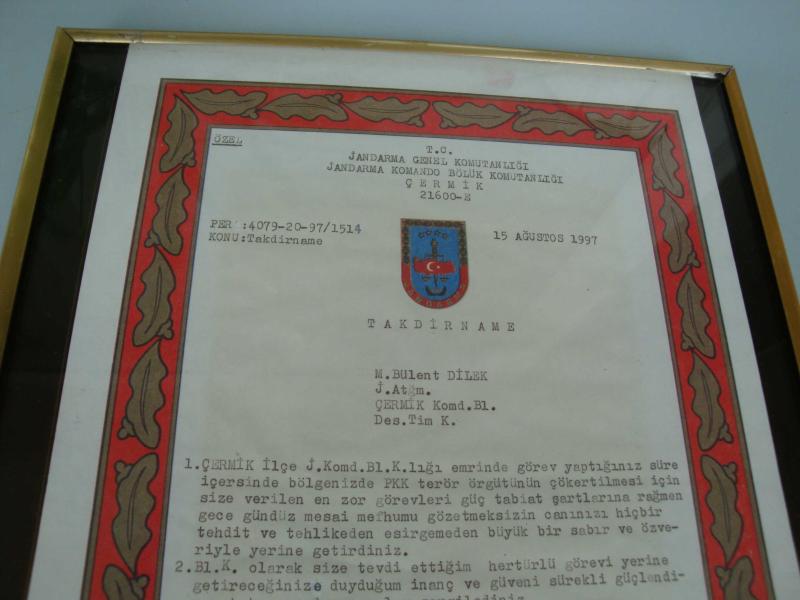 ÖZEL
T.C.
JANDARMA GENEL KOMUTANLIĞI
JANDARMA KOMANDO BÖLÜK KOMUTANLIĞI
ÇERMİK
21600-E
PER :4079-20-97/1514
KONU:Takdirname
15 AĞUSTOS 1997
TAKDİRNAME
M.Bülent DİLEK
J.Atğm.
ÇERMİK Komd.Bl.
Des.Tim K.
1.ÇERMİK İlçe J.Komd.Bl.K.lığı emrinde görev yaptığınız süre
içersinde bölgenizde PKK terör örgütünün çökertilmesi için
size verilen en zor görevleri güç tabiat şartlarına rağmen
gece gündüz mesai mefhumu gözetmeksizin canınızı hiçbir
tehdit ve tehlikeden esirgemeden büyük bir sabır ve özve-
riyle yerine getirdiniz.
2.Bl.K. olarak size tevdi ettiğim hertürlü görevi yerine
getireceğinize duyduğum inanç ve güveni sürekli güçlendi-